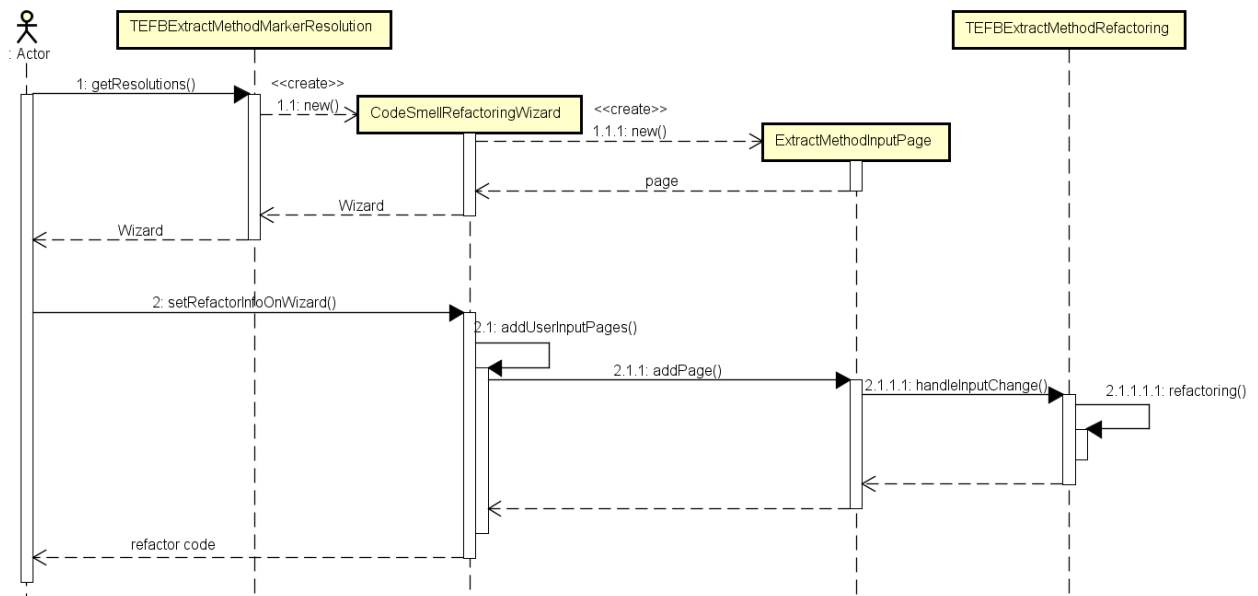 TEFBExtractMethodMarkerResolution
TEFBExtractMethodRefactoring
: Actor
1: getResolutions()
<<create>>
1.1: new()
CodeSmellRefactoringWizard
<<create>>
1.1.1: new()
ExtractMethodInputPage
page
Wizard
Wizard
2: setRefactorInfoOnWizard()
2.1: addUserInputPages()
2.1.1: addPage()
2.1.1.1: handleInputChange()
2.1.1.1.1: refactoring()
refactor code